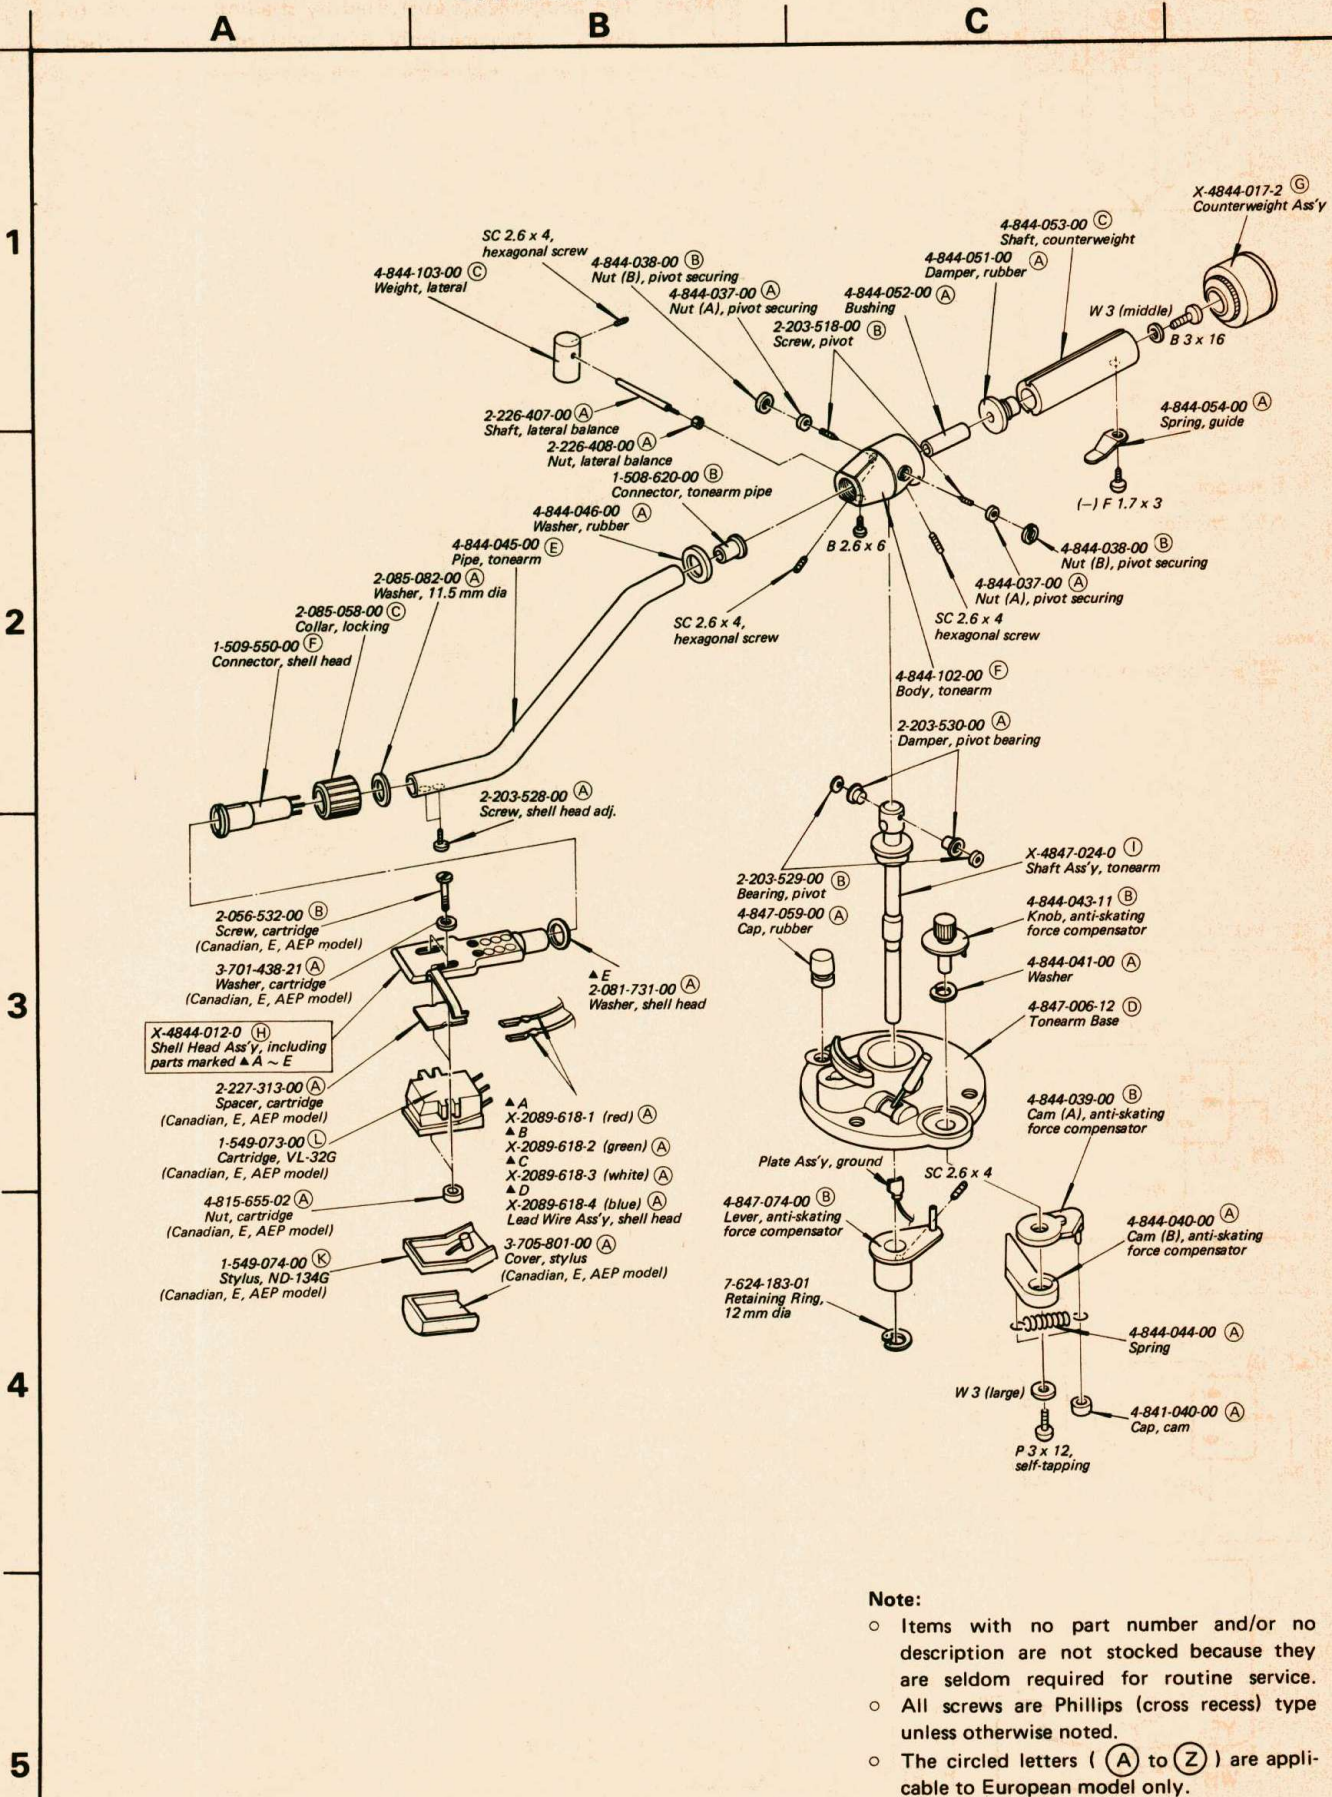 A
B
C
1
2
3
4
5
X-4844-017-2 G
Counterweight Ass'y
4-844-053-00 C
Shaft, counterweight
SC 2.6 x 4,
hexagonal screw
4-844-103-00 C
Weight, lateral
4-844-038-00 B
Nut (B), pivot securing
4-844-051-00 A
Damper, rubber
4-844-037-00 A
Nut (A), pivot securing
4-844-052-00 A
Bushing
2-203-518-00 B
Screw, pivot
W 3 (middle)
B 3 x 16
4-844-054-00 A
Spring, guide
(−) F 1.7 x 3
2-226-407-00 A
Shaft, lateral balance
2-226-408-00 A
Nut, lateral balance
1-508-620-00 B
Connector, tonearm pipe
4-844-046-00 A
Washer, rubber
B 2.6 x 6
4-844-045-00 E
Pipe, tonearm
4-844-038-00 B
Nut (B), pivot securing
2-085-082-00 A
Washer, 11.5 mm dia
4-844-037-00 A
Nut (A), pivot securing
2-085-058-00 C
Collar, locking
SC 2.6 x 4,
hexagonal screw
SC 2.6 x 4
hexagonal screw
1-509-550-00 F
Connector, shell head
4-844-102-00 F
Body, tonearm
2-203-530-00 A
Damper, pivot bearing
2-203-528-00 A
Screw, shell head adj.
X-4847-024-0 I
Shaft Ass'y, tonearm
2-203-529-00 B
Bearing, pivot
4-847-059-00 A
Cap, rubber
4-844-043-11 B
Knob, anti-skating
force compensator
2-056-532-00 B
Screw, cartridge
(Canadian, E, AEP model)
3-701-438-21 A
Washer, cartridge
(Canadian, E, AEP model)
▲E
2-081-731-00 A
Washer, shell head
4-844-041-00 A
Washer
4-847-006-12 D
Tonearm Base
X-4844-012-0 H
Shell Head Ass'y, including
parts marked ▲A ~ E
2-227-313-00 A
Spacer, cartridge
(Canadian, E, AEP model)
1-549-073-00 L
Cartridge, VL-32G
(Canadian, E, AEP model)
▲A
X-2089-618-1 (red) A
▲B
X-2089-618-2 (green) A
▲C
X-2089-618-3 (white) A
▲D
X-2089-618-4 (blue) A
Lead Wire Ass'y, shell head
4-844-039-00 B
Cam (A), anti-skating
force compensator
Plate Ass'y, ground
SC 2.6 x 4
4-815-655-02 A
Nut, cartridge
(Canadian, E, AEP model)
4-847-074-00 B
Lever, anti-skating
force compensator
4-844-040-00 A
Cam (B), anti-skating
force compensator
1-549-074-00 K
Stylus, ND-134G
(Canadian, E, AEP model)
3-705-801-00 A
Cover, stylus
(Canadian, E, AEP model)
7-624-183-01
Retaining Ring,
12 mm dia
4-844-044-00 A
Spring
W 3 (large)
4-841-040-00 A
Cap, cam
P 3 x 12,
self-tapping
Note:
○ Items with no part number and/or no
description are not stocked because they
are seldom required for routine service.
○ All screws are Phillips (cross recess) type
unless otherwise noted.
○ The circled letters ( A to Z ) are appli-
cable to European model only.